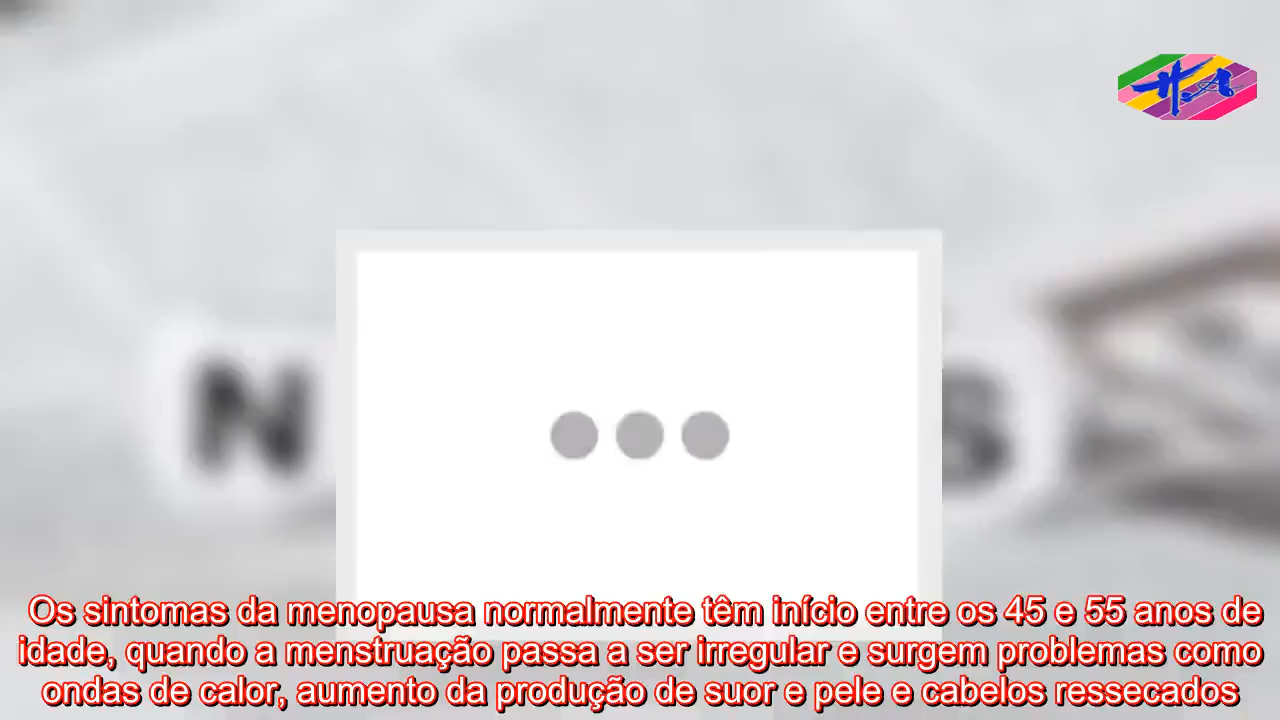 HA
N
S
Os sintomas da menopausa normalmente têm início entre os 45 e 55 anos de
idade, quando a menstruação passa a ser irregular e surgem problemas como
ondas de calor, aumento da produção de suor e pele e cabelos ressecados